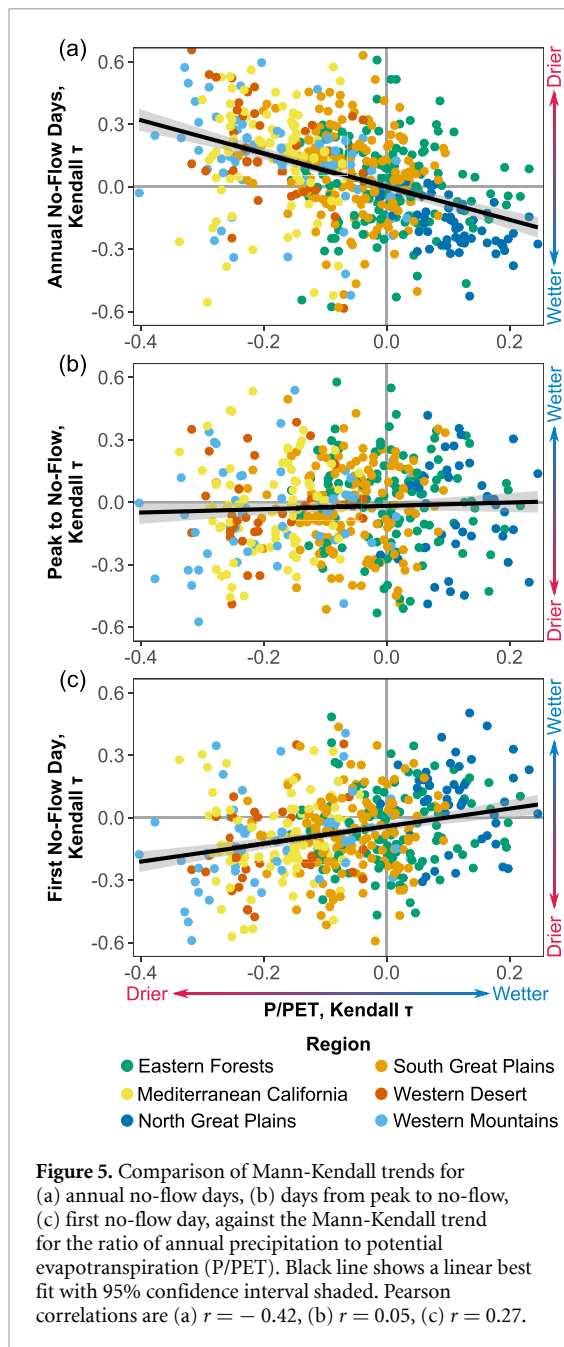 (a)
Annual No-Flow Days,
Kendall τ
0.6
0.3
0.0
-0.3
-0.6
-0.4
-0.2
0.0
0.2
Drier
Wetter
(b)
Peak to No-Flow,
Kendall τ
0.6
0.3
0.0
-0.3
-0.6
-0.4
-0.2
0.0
0.2
Wetter
Drier
(c)
First No-Flow Day,
Kendall τ
0.6
0.3
0.0
-0.3
-0.6
-0.4
-0.2
0.0
0.2
Wetter
Drier
Drier
Wetter
P/PET, Kendall τ
Region
Eastern Forests
South Great Plains
Mediterranean California
Western Desert
North Great Plains
Western Mountains
Figure 5. Comparison of Mann-Kendall trends for
(a) annual no-flow days, (b) days from peak to no-flow,
(c) first no-flow day, against the Mann-Kendall trend
for the ratio of annual precipitation to potential
evapotranspiration (P/PET). Black line shows a linear best
fit with 95% confidence interval shaded. Pearson
correlations are (a) r = − 0.42, (b) r = 0.05, (c) r = 0.27.